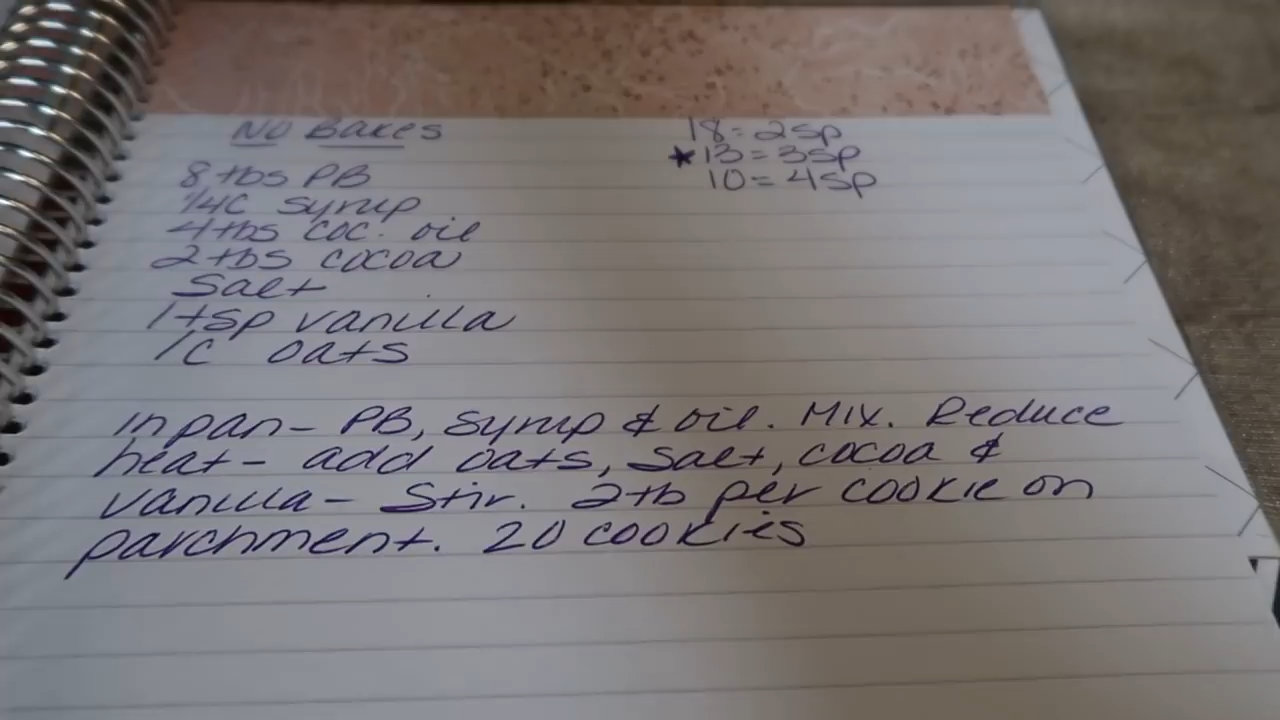 No Bakes
18 = 2sp
★13 = 3sp
10 = 4sp
8 tbs PB
1/4c syrup
4 tbs coc. oil
2 tbs cocoa
Salt
1 tsp vanilla
1c oats
In pan - PB, syrup & oil. Mix. Reduce
heat - add oats, salt, cocoa &
vanilla - Stir. 2 tb per cookie on
parchment. 20 cookies